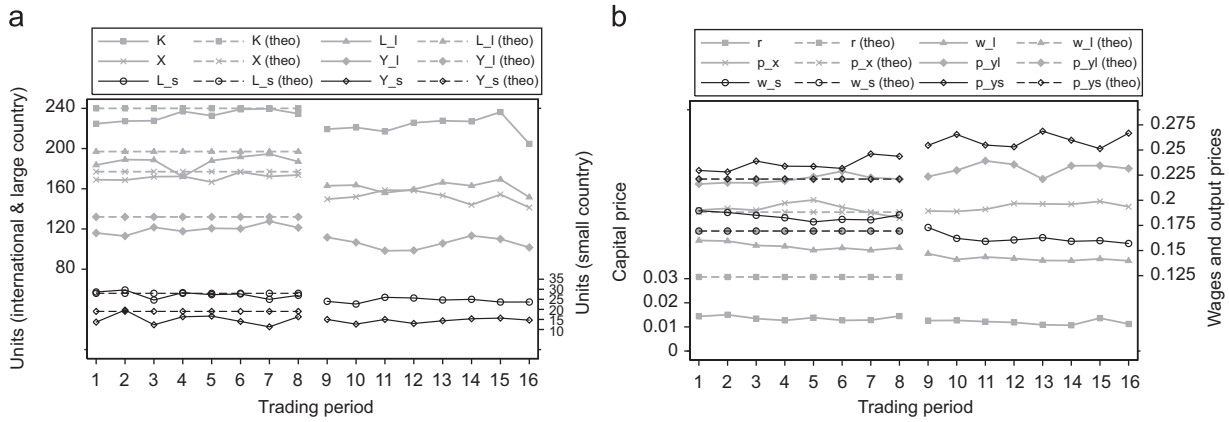 a
K K (theo) L_l L_l (theo)
X X (theo) Y_l Y_l (theo)
L_s L_s (theo) Y_s Y_s (theo)
Units (international & large country)
240
200
160
120
80
Units (small country)
35
30
25
20
15
10
1 2 3 4 5 6 7 8 9 10 11 12 13 14 15 16
Trading period
b
r r (theo) w_l w_l (theo)
p_x p_x (theo) p_yl p_yl (theo)
w_s w_s (theo) p_ys p_ys (theo)
Capital price
0.03
0.02
0.01
0
Wages and output prices
0.275
0.25
0.225
0.2
0.175
0.15
0.125
1 2 3 4 5 6 7 8 9 10 11 12 13 14 15 16
Trading period